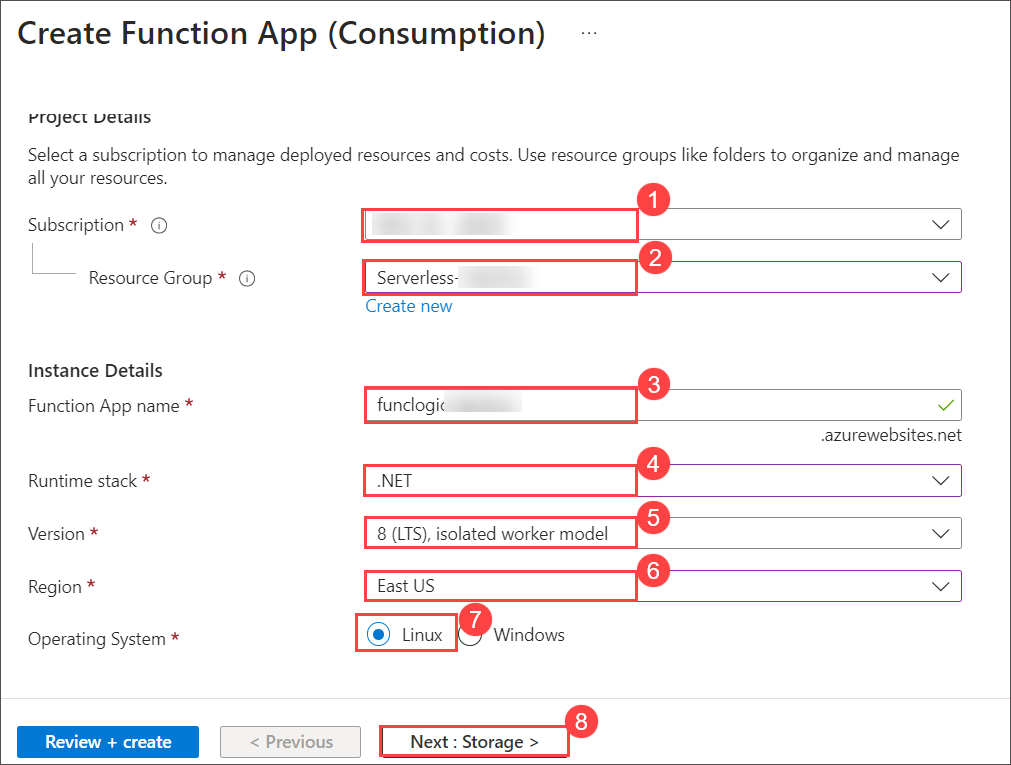 Create Function App (Consumption) ...
Project Details
Select a subscription to manage deployed resources and costs. Use resource groups like folders to organize and manage
all your resources.
1
Subscription *
2
Resource Group * Serverless-
Create new
Instance Details
3
Function App name * funclogic
.azurewebsites.net
4
Runtime stack * .NET
5
Version * 8 (LTS), isolated worker model
6
Region * East US
7
Operating System * Linux Windows
8
Review + create < Previous Next : Storage >